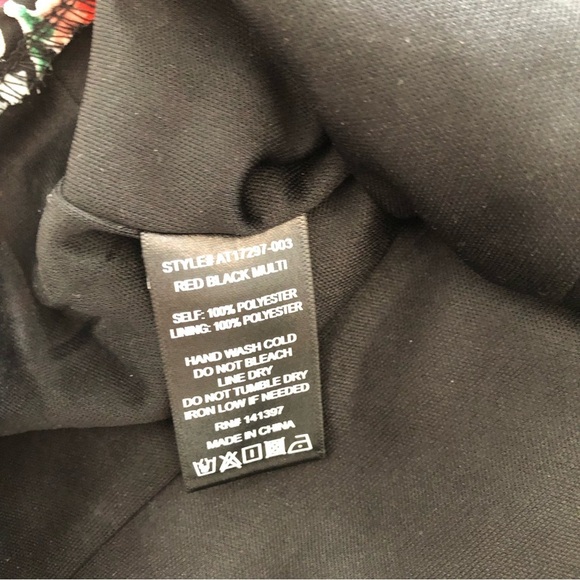 STYLE# AT17297-003
RED BLACK MULTI
SELF: 100% POLYESTER
LINING: 100% POLYESTER
HAND WASH COLD
DO NOT BLEACH
LINE DRY
DO NOT TUMBLE DRY
IRON LOW IF NEEDED
RN# 141397
MADE IN CHINA